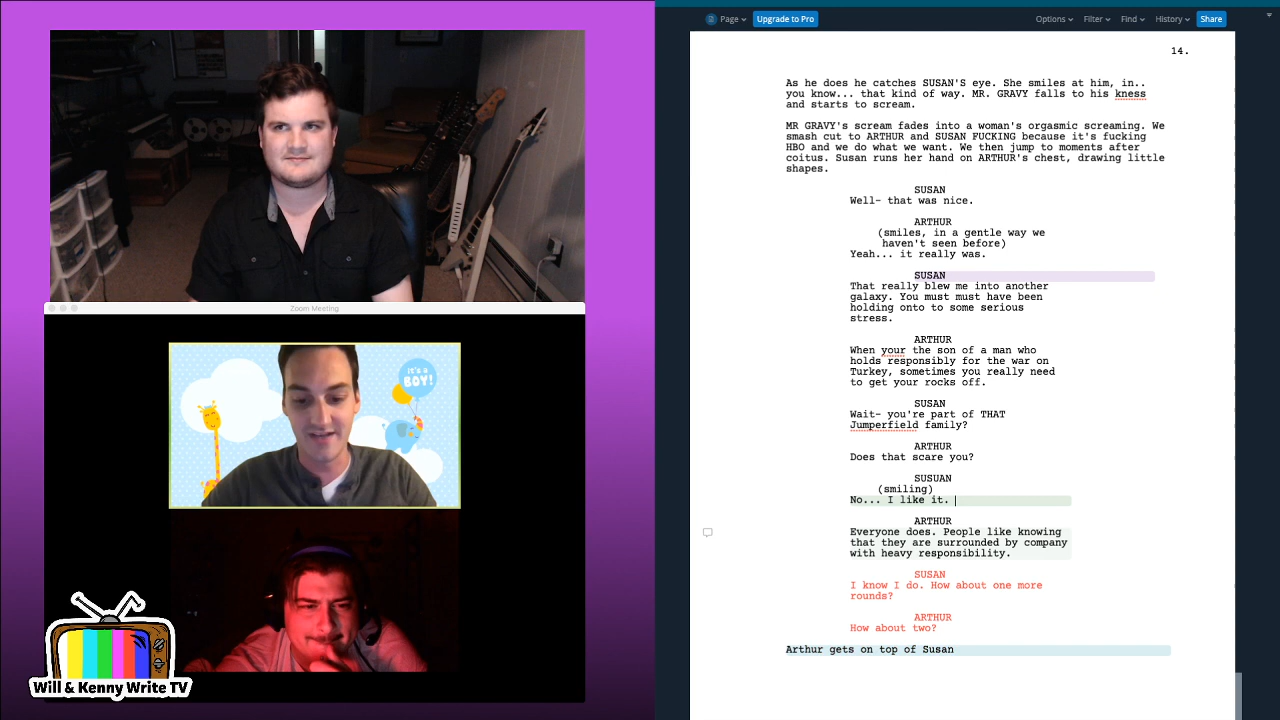 Page
Upgrade to Pro
Options
Filter
Find
History
Share
14.
As he does he catches SUSAN'S eye. She smiles at him, in..
you know... that kind of way. MR. GRAVY falls to his kness
and starts to scream.
MR GRAVY's scream fades into a woman's orgasmic screaming. We
smash cut to ARTHUR and SUSAN FUCKING because it's fucking
HBO and we do what we want. We then jump to moments after
coitus. Susan runs her hand on ARTHUR's chest, drawing little
shapes.
SUSAN
Well- that was nice.
ARTHUR
(smiles, in a gentle way we
haven't seen before)
Yeah... it really was.
SUSAN
That really blew me into another
galaxy. You must must have been
holding onto to some serious
stress.
ARTHUR
When your the son of a man who
holds responsibly for the war on
Turkey, sometimes you really need
to get your rocks off.
SUSAN
Wait- you're part of THAT
Jumperfield family?
ARTHUR
Does that scare you?
SUSUAN
(smiling)
No... I like it.
ARTHUR
Everyone does. People like knowing
that they are surrounded by company
with heavy responsibility.
SUSAN
I know I do. How about one more
rounds?
ARTHUR
How about two?
Arthur gets on top of Susan
Zoom Meeting
IT'S A
BOY!
Will & Kenny Write TV